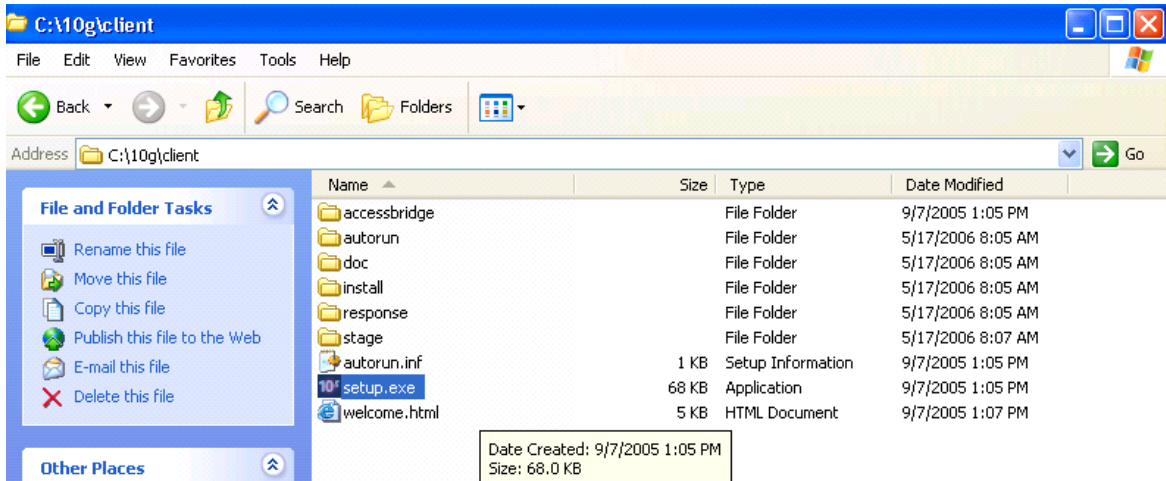 C:\10g\client
File Edit View Favorites Tools Help
Back Search Folders
Address C:\10g\client Go
File and Folder Tasks
Rename this file
Move this file
Copy this file
Publish this file to the Web
E-mail this file
Delete this file
Other Places
Name Size Type Date Modified
accessbridge File Folder 9/7/2005 1:05 PM
autorun File Folder 5/17/2006 8:05 AM
doc File Folder 5/17/2006 8:05 AM
install File Folder 5/17/2006 8:05 AM
response File Folder 5/17/2006 8:05 AM
stage File Folder 5/17/2006 8:07 AM
autorun.inf 1 KB Setup Information 9/7/2005 1:05 PM
setup.exe 68 KB Application 9/7/2005 1:05 PM
welcome.html 5 KB HTML Document 9/7/2005 1:07 PM
Date Created: 9/7/2005 1:05 PM
Size: 68.0 KB